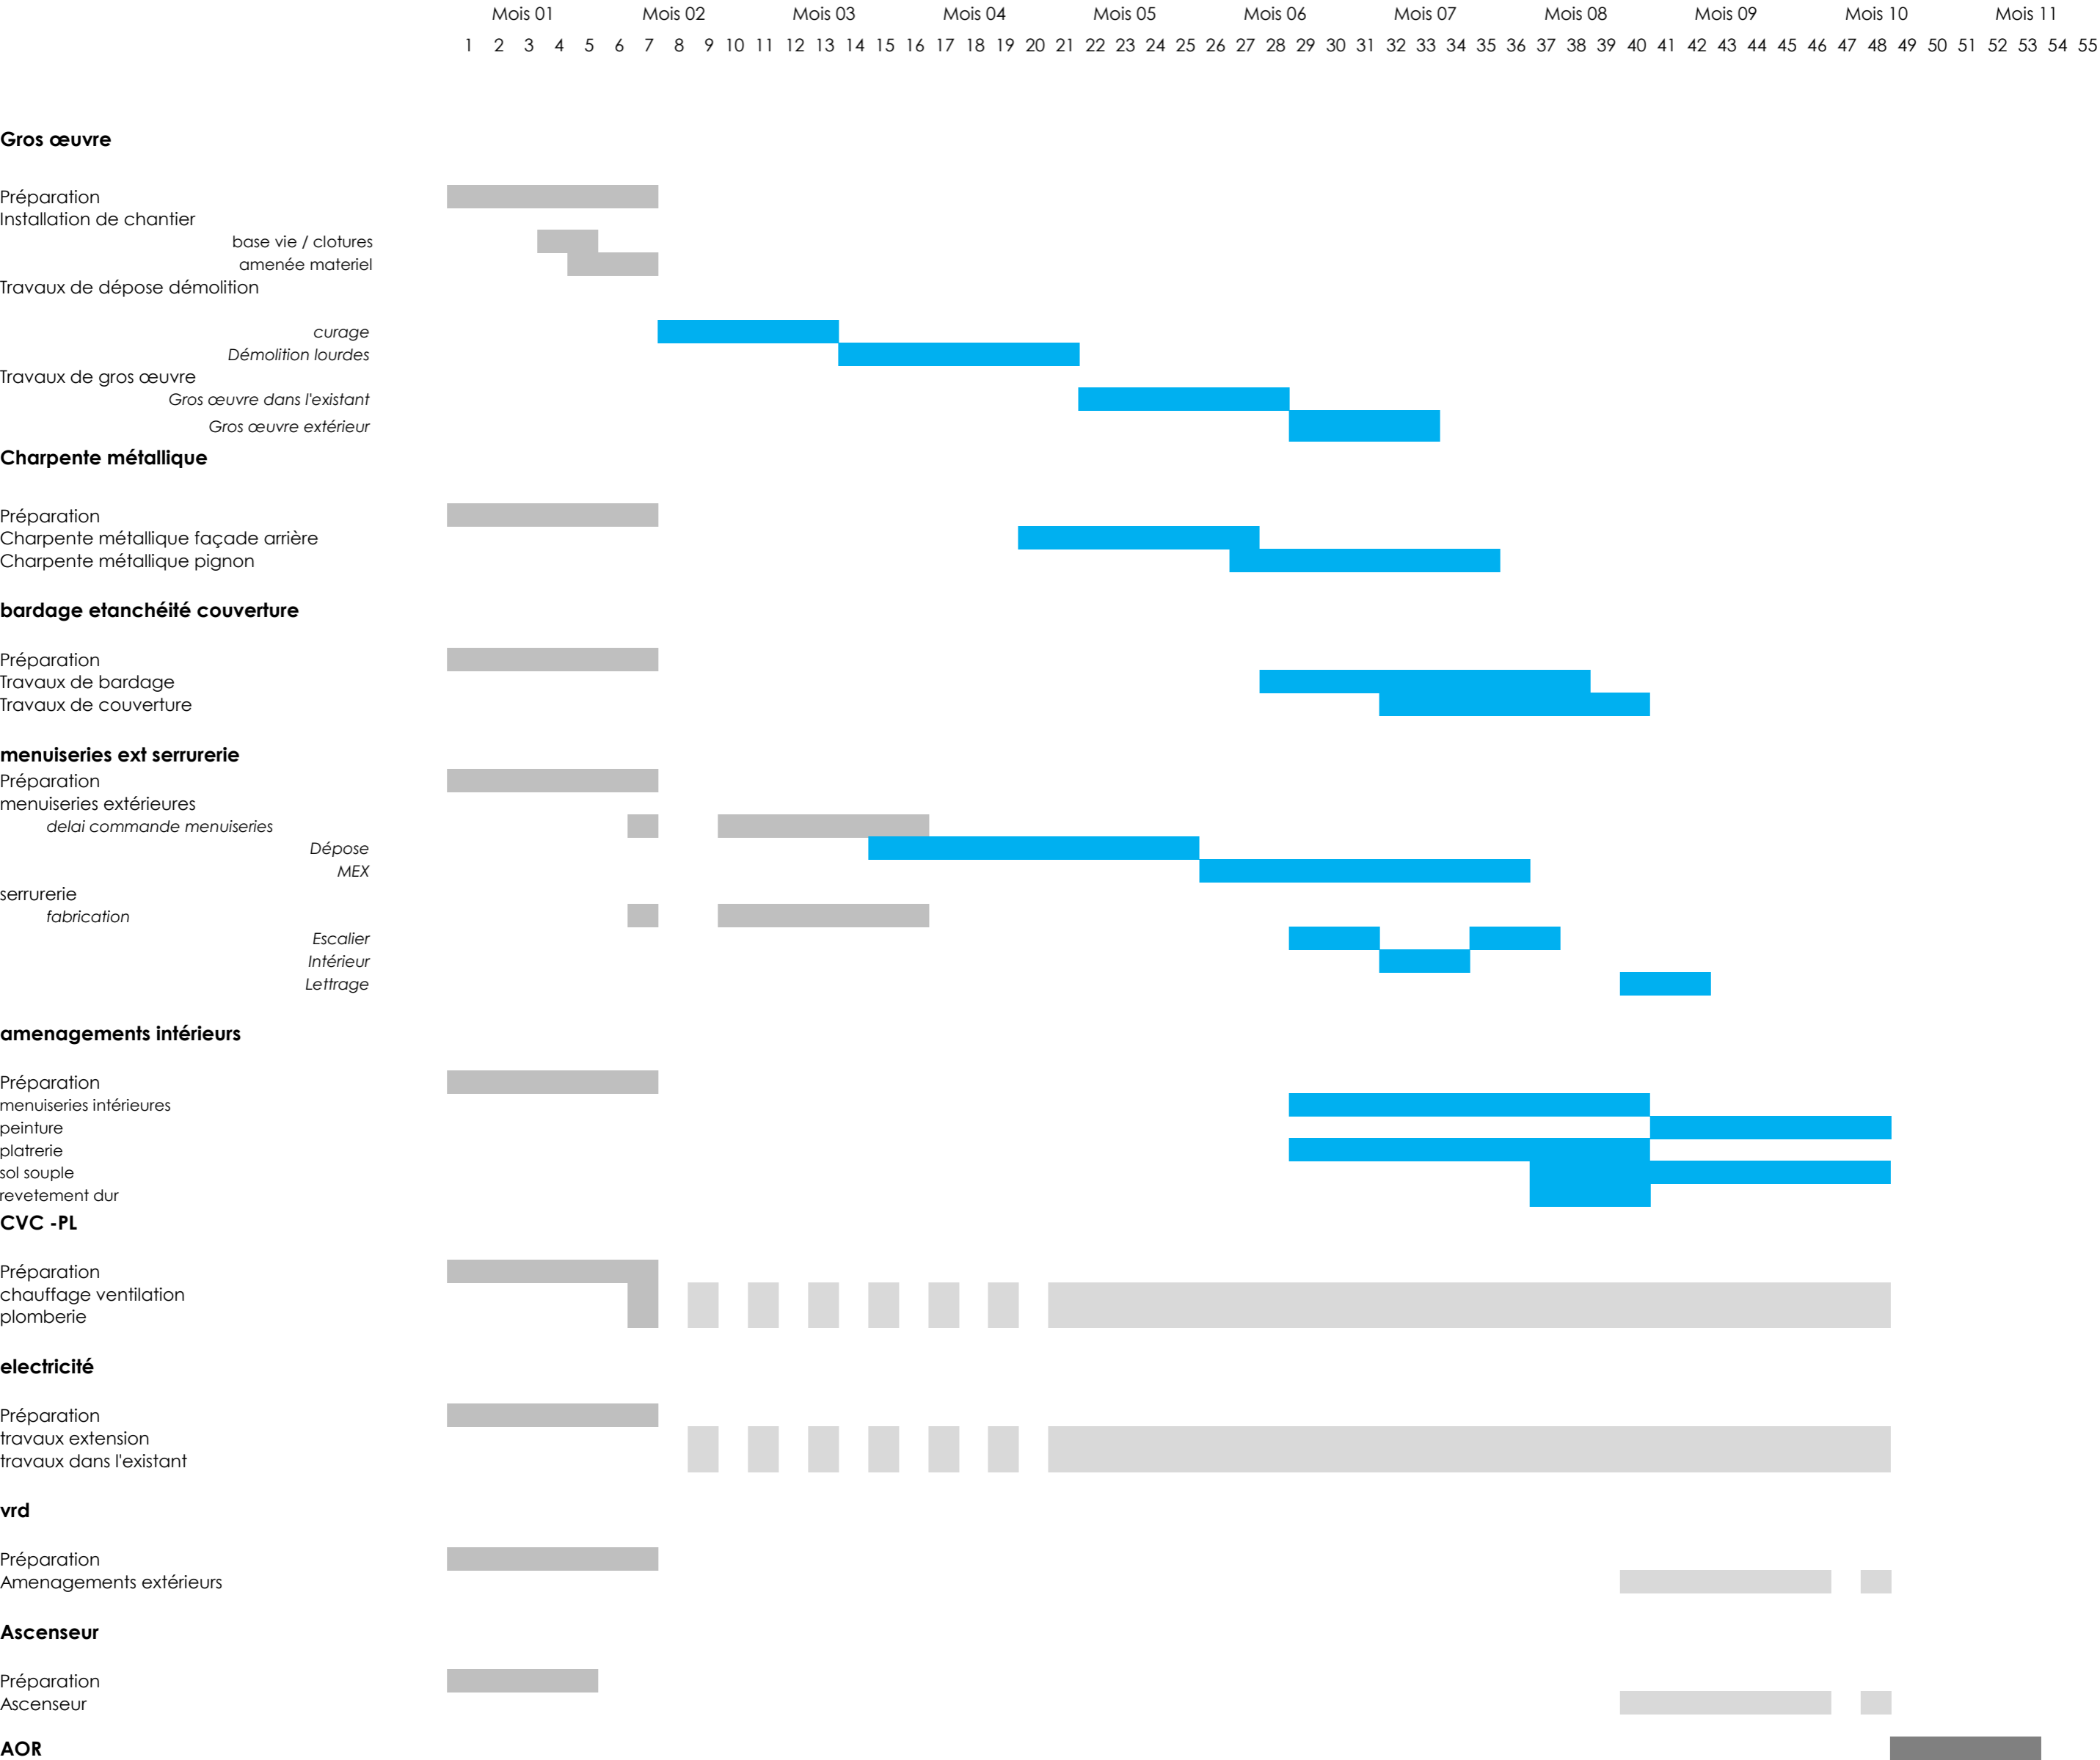 Mois 01 Mois 02 Mois 03 Mois 04 Mois 05 Mois 06 Mois 07 Mois 08 Mois 09 Mois 10 Mois 11
1 2 3 4 5 6 7 8 9 10 11 12 13 14 15 16 17 18 19 20 21 22 23 24 25 26 27 28 29 30 31 32 33 34 35 36 37 38 39 40 41 42 43 44 45 46 47 48 49 50 51 52 53 54 55
Gros œuvre
Préparation
Installation de chantier
base vie / clotures
amenée materiel
Travaux de dépose démolition
curage
Démolition lourdes
Travaux de gros œuvre
Gros œuvre dans l'existant
Gros œuvre extérieur
Charpente métallique
Préparation
Charpente métallique façade arrière
Charpente métallique pignon
bardage etanchéité couverture
Préparation
Travaux de bardage
Travaux de couverture
menuiseries ext serrurerie
Préparation
menuiseries extérieures
delai commande menuiseries
Dépose
MEX
serrurerie
fabrication
Escalier
Intérieur
Lettrage
amenagements intérieurs
Préparation
menuiseries intérieures
peinture
platrerie
sol souple
revetement dur
CVC -PL
Préparation
chauffage ventilation
plomberie
electricité
Préparation
travaux extension
travaux dans l'existant
vrd
Préparation
Amenagements extérieurs
Ascenseur
Préparation
Ascenseur
AOR